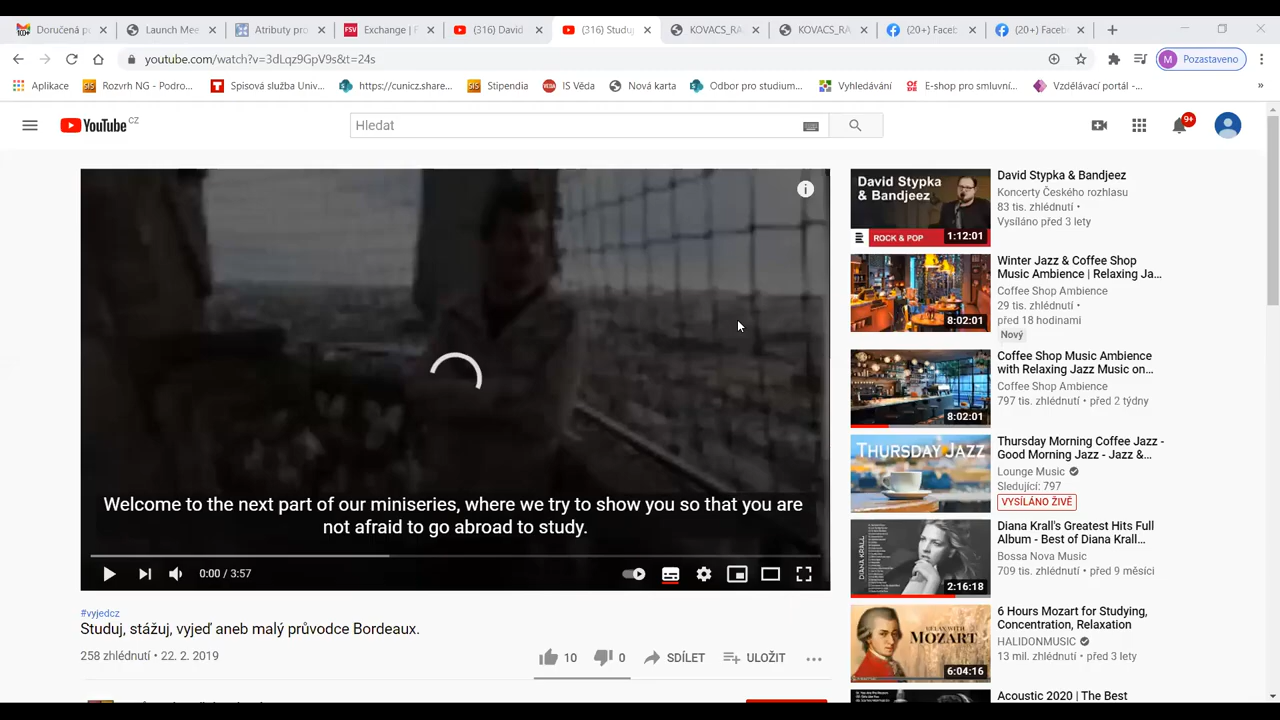 Doručená p
Launch Me
Atributy pr
FSV
Exchange | F
(316) David
(316) Studuj
KOVACS_RA
KOVACS_RA
(20+) Faceb
(20+) Faceb
youtube.com/watch?v=3dLqz9GpV9s&t=24s
M
Pozastaveno
Aplikace
SIS
Rozvrh NG - Podro...
Spisová služba Univ...
https://cunicz.share...
SIS
Stipendia
IS Věda
Nová karta
Odbor pro studium...
Vyhledávání
E-shop pro smluvní...
Vzdělávací portál -...
»
YouTube CZ
Hledat
9+
Welcome to the next part of our miniseries, where we try to show you so that you are
not afraid to go abroad to study.
0:00 / 3:57
#vyjedcz
Studuj, stážuj, vyjeď aneb malý průvodce Bordeaux.
258 zhlédnutí • 22. 2. 2019
10
0
SDÍLET
ULOŽIT
David Stypka
& Bandjeez
ROCK & POP
1:12:01
David Stypka & Bandjeez
Koncerty Českého rozhlasu
83 tis. zhlédnutí •
Vysíláno před 3 lety
8:02:01
Winter Jazz & Coffee Shop
Music Ambience | Relaxing Ja...
Coffee Shop Ambience
29 tis. zhlédnutí •
před 18 hodinami
Nový
8:02:01
Coffee Shop Music Ambience
with Relaxing Jazz Music on...
Coffee Shop Ambience
797 tis. zhlédnutí • před 2 týdny
THURSDAY JAZZ
Thursday Morning Coffee Jazz -
Good Morning Jazz - Jazz &...
Lounge Music
Sledující: 797
VYSÍLÁNO ŽIVĚ
DIANA KRALL
2:16:18
Diana Krall's Greatest Hits Full
Album - Best of Diana Krall...
Bossa Nova Music
709 tis. zhlédnutí • před 9 měsíci
RELAX WITH
MOZART
6:04:16
6 Hours Mozart for Studying,
Concentration, Relaxation
HALIDONMUSIC
13 mil. zhlédnutí • před 3 lety
Acoustic 2020 | The Best